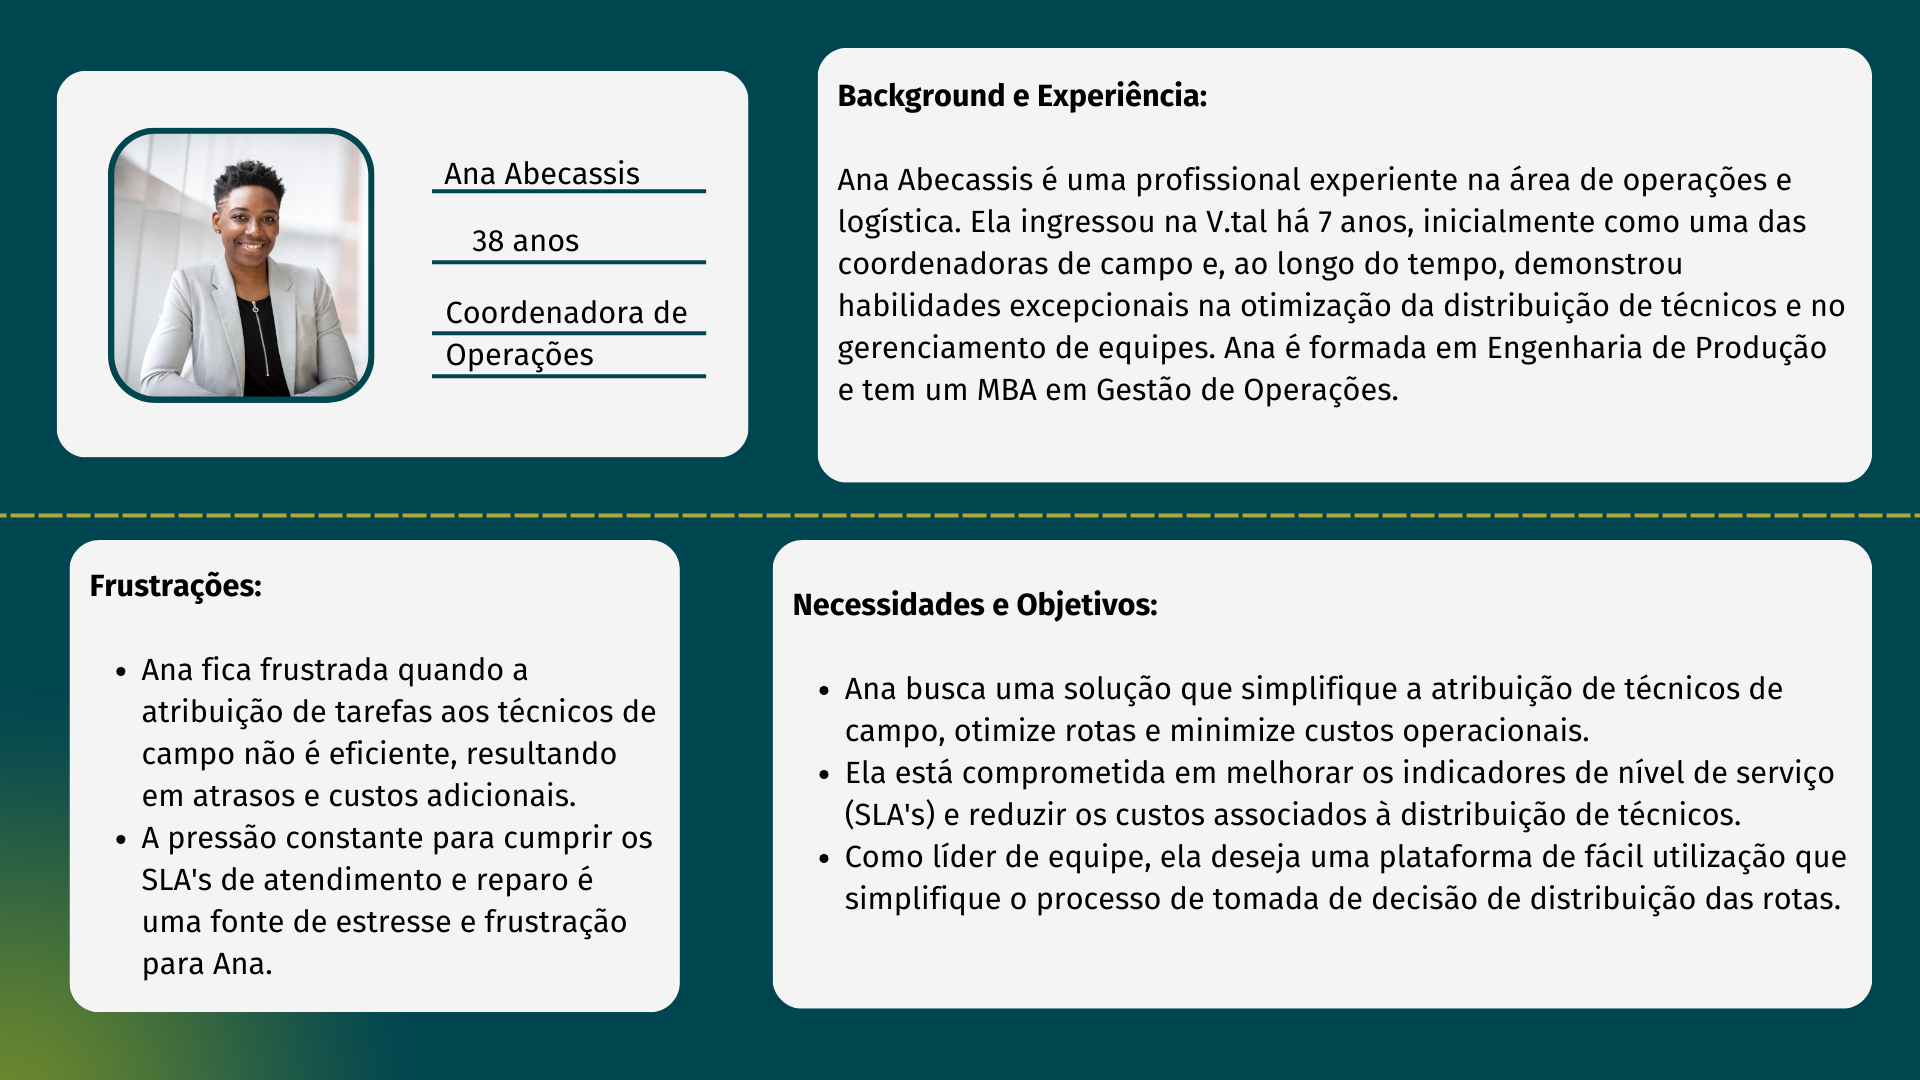 Ana Abecassis
38 anos
Coordenadora de
Operações
Background e Experiência:
Ana Abecassis é uma profissional experiente na área de operações e
logística. Ela ingressou na V.tal há 7 anos, inicialmente como uma das
coordenadoras de campo e, ao longo do tempo, demonstrou
habilidades excepcionais na otimização da distribuição de técnicos e no
gerenciamento de equipes. Ana é formada em Engenharia de Produção
e tem um MBA em Gestão de Operações.
Frustrações:
• Ana fica frustrada quando a
atribuição de tarefas aos técnicos de
campo não é eficiente, resultando
em atrasos e custos adicionais.
• A pressão constante para cumprir os
SLA's de atendimento e reparo é
uma fonte de estresse e frustração
para Ana.
Necessidades e Objetivos:
• Ana busca uma solução que simplifique a atribuição de técnicos de
campo, otimize rotas e minimize custos operacionais.
• Ela está comprometida em melhorar os indicadores de nível de serviço
(SLA's) e reduzir os custos associados à distribuição de técnicos.
• Como líder de equipe, ela deseja uma plataforma de fácil utilização que
simplifique o processo de tomada de decisão de distribuição das rotas.